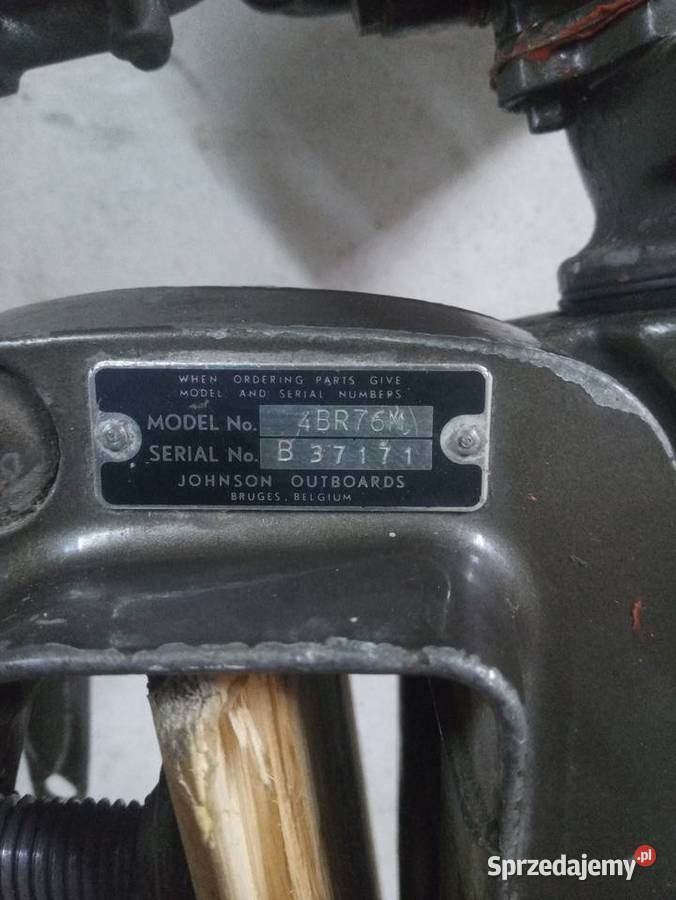 WHEN ORDERING PARTS GIVE
MODEL AND SERIAL NUMBERS
MODEL No. 4BR76M
SERIAL No. B 37171
JOHNSON OUTBOARDS
BRUGES, BELGIUM
Sprzedajemy.pl